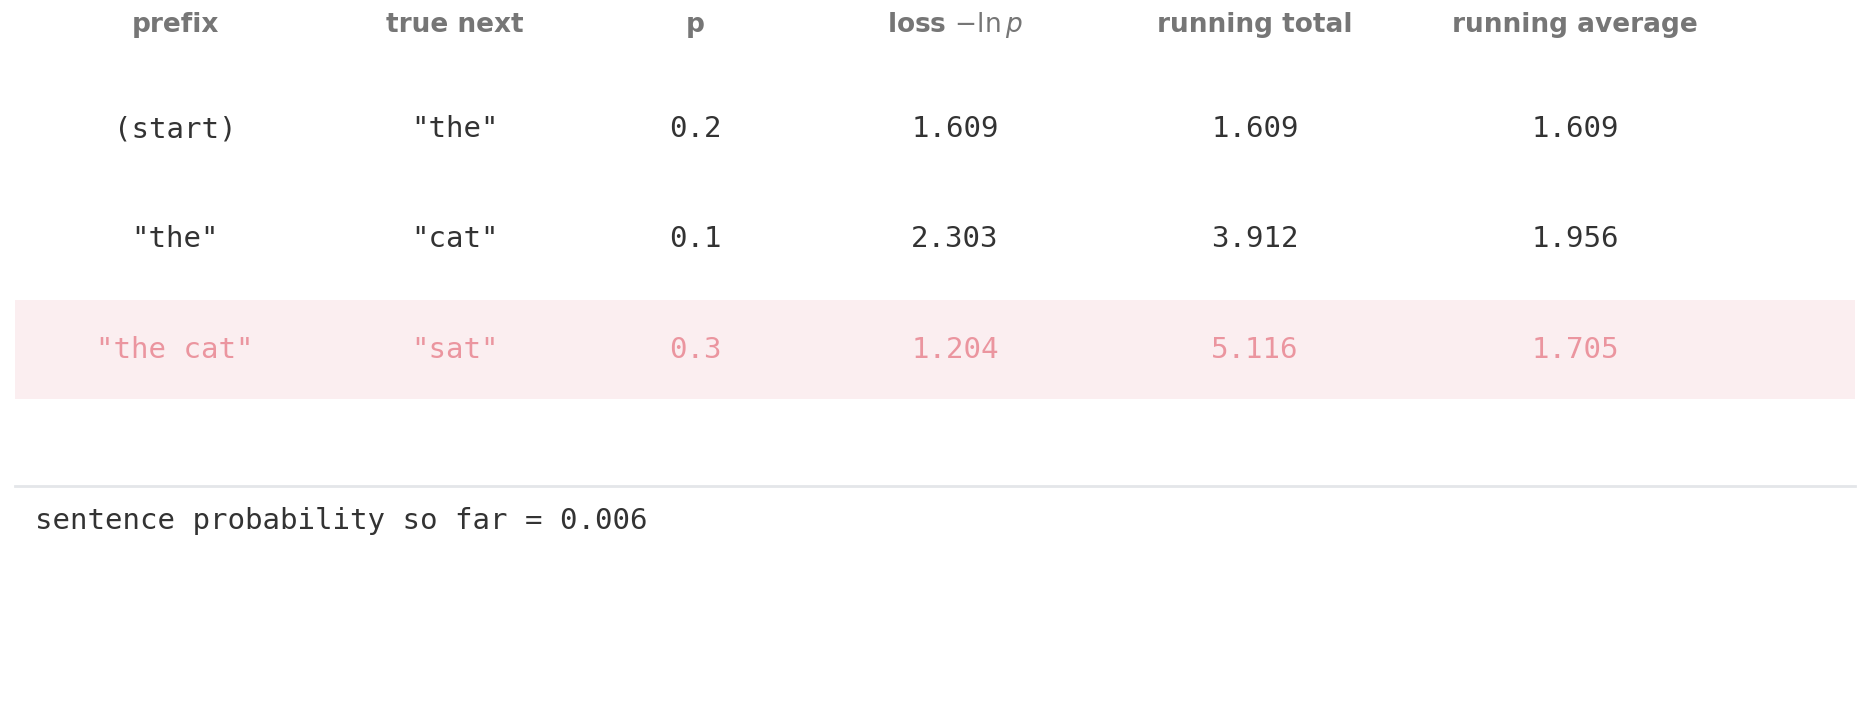 prefix true next p loss −ln p running total running average
(start) "the" 0.2 1.609 1.609 1.609
"the" "cat" 0.1 2.303 3.912 1.956
"the cat" "sat" 0.3 1.204 5.116 1.705
sentence probability so far = 0.006